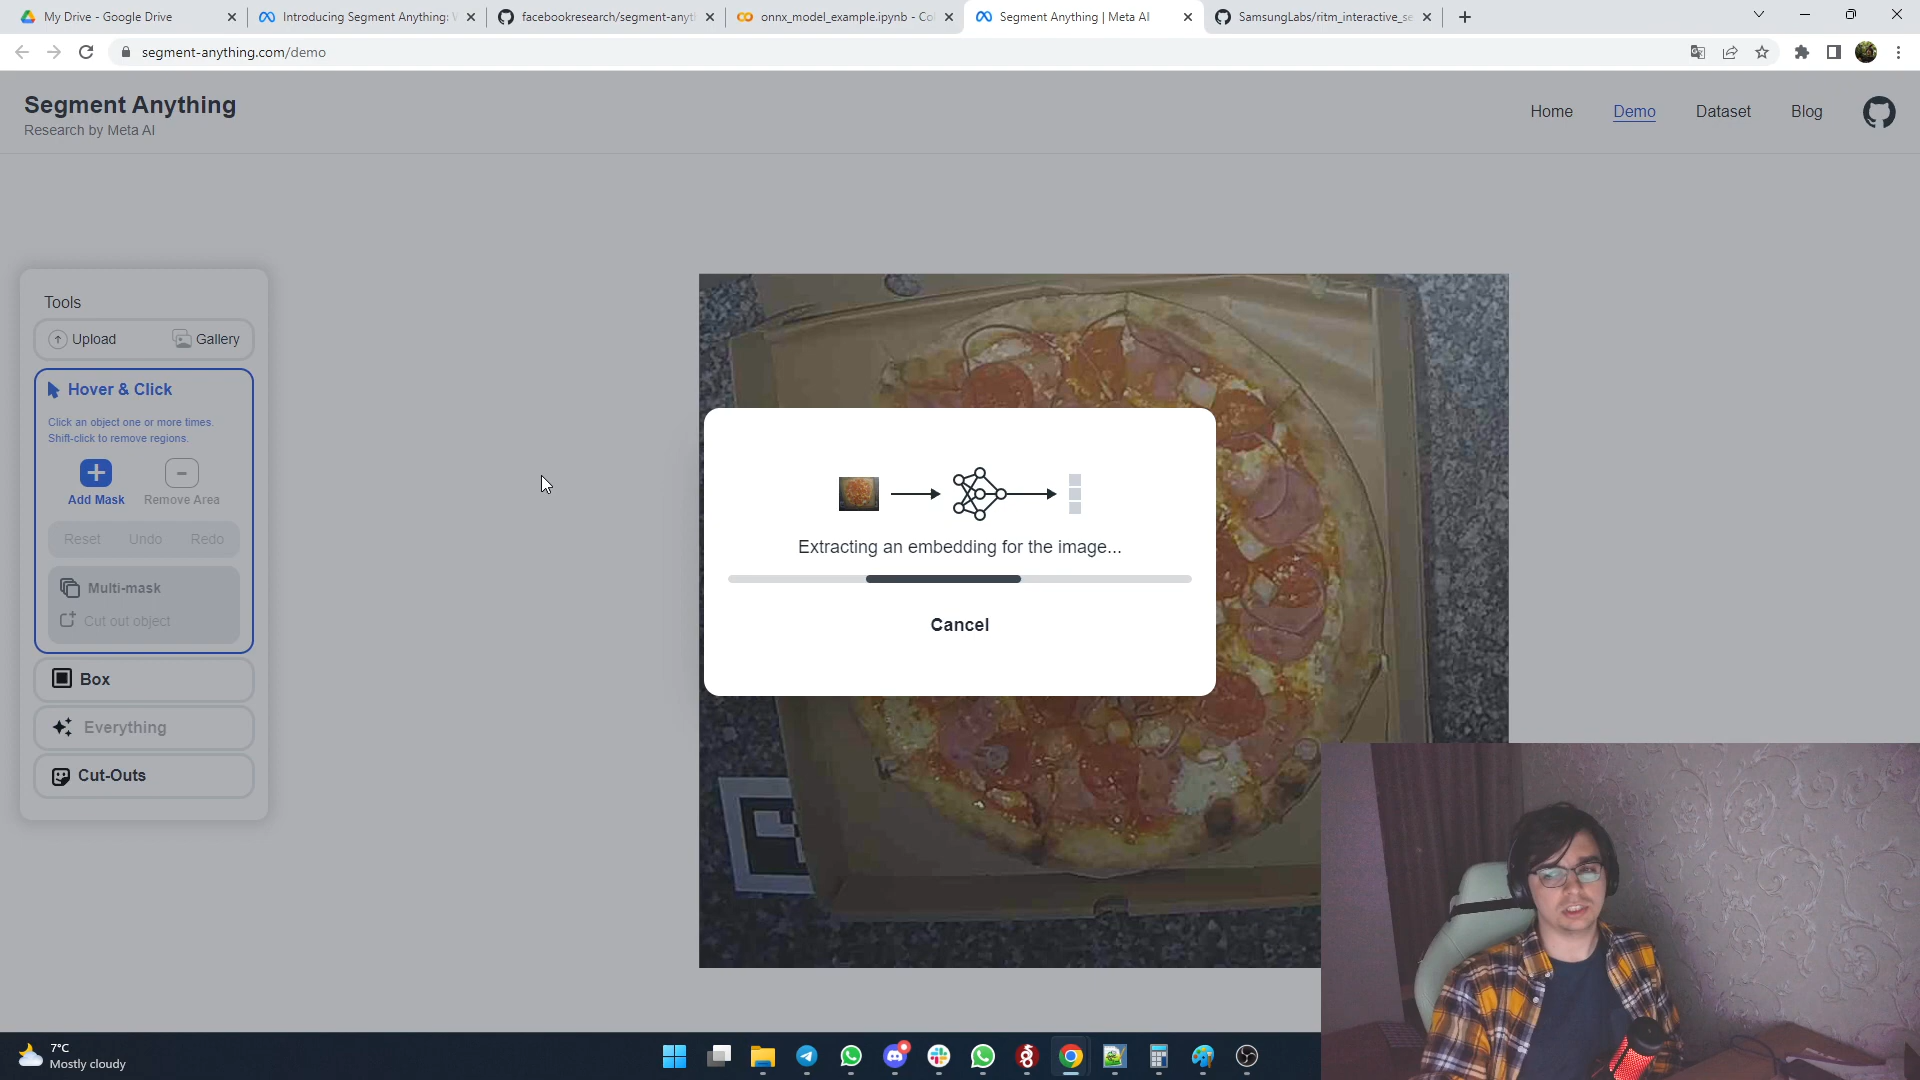 My Drive - Google Drive
Introducing Segment Anything:
facebookresearch/segment-anyt
onnx_model_example.ipynb - Co
Segment Anything | Meta AI
SamsungLabs/ritm_interactive_se
segment-anything.com/demo
Segment Anything
Research by Meta AI
Home
Demo
Dataset
Blog
Tools
Upload
Gallery
Hover & Click
Click an object one or more times.
Shift-click to remove regions.
Add Mask
Remove Area
Reset
Undo
Redo
Multi-mask
Cut out object
Box
Everything
Cut-Outs
Extracting an embedding for the image...
Cancel
7°C
Mostly cloudy